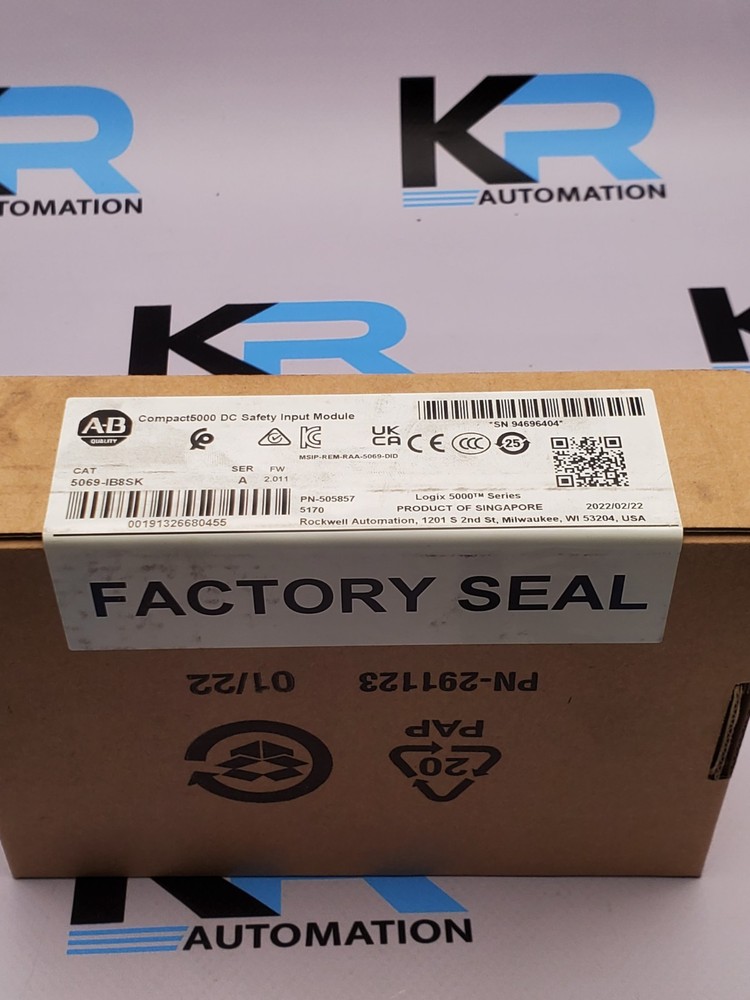 KR
AUTOMATION
KR
AUTOMATION
KR
K
A-B
QUALITY
Compact5000 DC Safety Input Module
"SN 94696404"
UK
CA
CE
CCC
25
MSIP-REM-RAA-5069-DID
CAT
SER
FW
5069-IB8SK
A
2.011
00191326680455
PN-505857
Logix 5000™ Series
5170
PRODUCT OF SINGAPORE
2022/02/22
Rockwell Automation, 1201 S 2nd St, Milwaukee, WI 53204, USA
FACTORY SEAL
PN-291123
01/22
20
PAP
KR
AUTOMATION